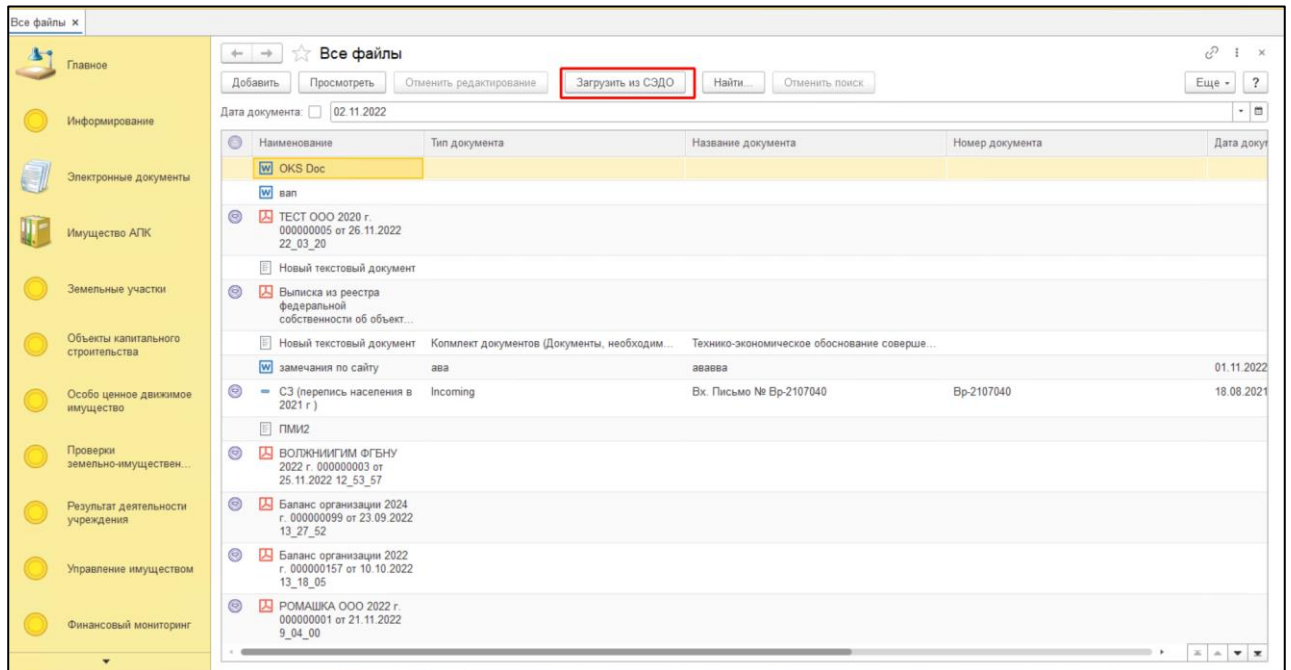 Все файлы ×
Главное
Информирование
Электронные документы
Имущество АПК
Земельные участки
Объекты капитального
строительства
Особо ценное движимое
имущество
Проверки
земельно-имуществен...
Результат деятельности
учреждения
Управление имуществом
Финансовый мониторинг
Все файлы
Добавить Просмотреть Отменить редактирование Загрузить из СЭДО Найти... Отменить поиск Еще ?
Дата документа: 02.11.2022
Наименование Тип документа Название документа Номер документа Дата докум
OKS Doc
вап
ТЕСТ ООО 2020 г.
000000005 от 26.11.2022
22_03_20
Новый текстовый документ
Выписка из реестра
федеральной
собственности об объект...
Новый текстовый документ Копмлект документов (Документы, необходим... Технико-экономическое обоснование соверше...
замечания по сайту ава ававва 01.11.2022
СЗ (перепись населения в Incoming Вх. Письмо № Вр-2107040 Вр-2107040 18.08.2021
2021 г )
ПМИ2
ВОЛЖНИИГИМ ФГБНУ
2022 г. 000000003 от
25.11.2022 12_53_57
Баланс организации 2024
г. 000000099 от 23.09.2022
13_27_52
Баланс организации 2022
г. 000000157 от 10.10.2022
13_18_05
РОМАШКА ООО 2022 г.
000000001 от 21.11.2022
9_04_00